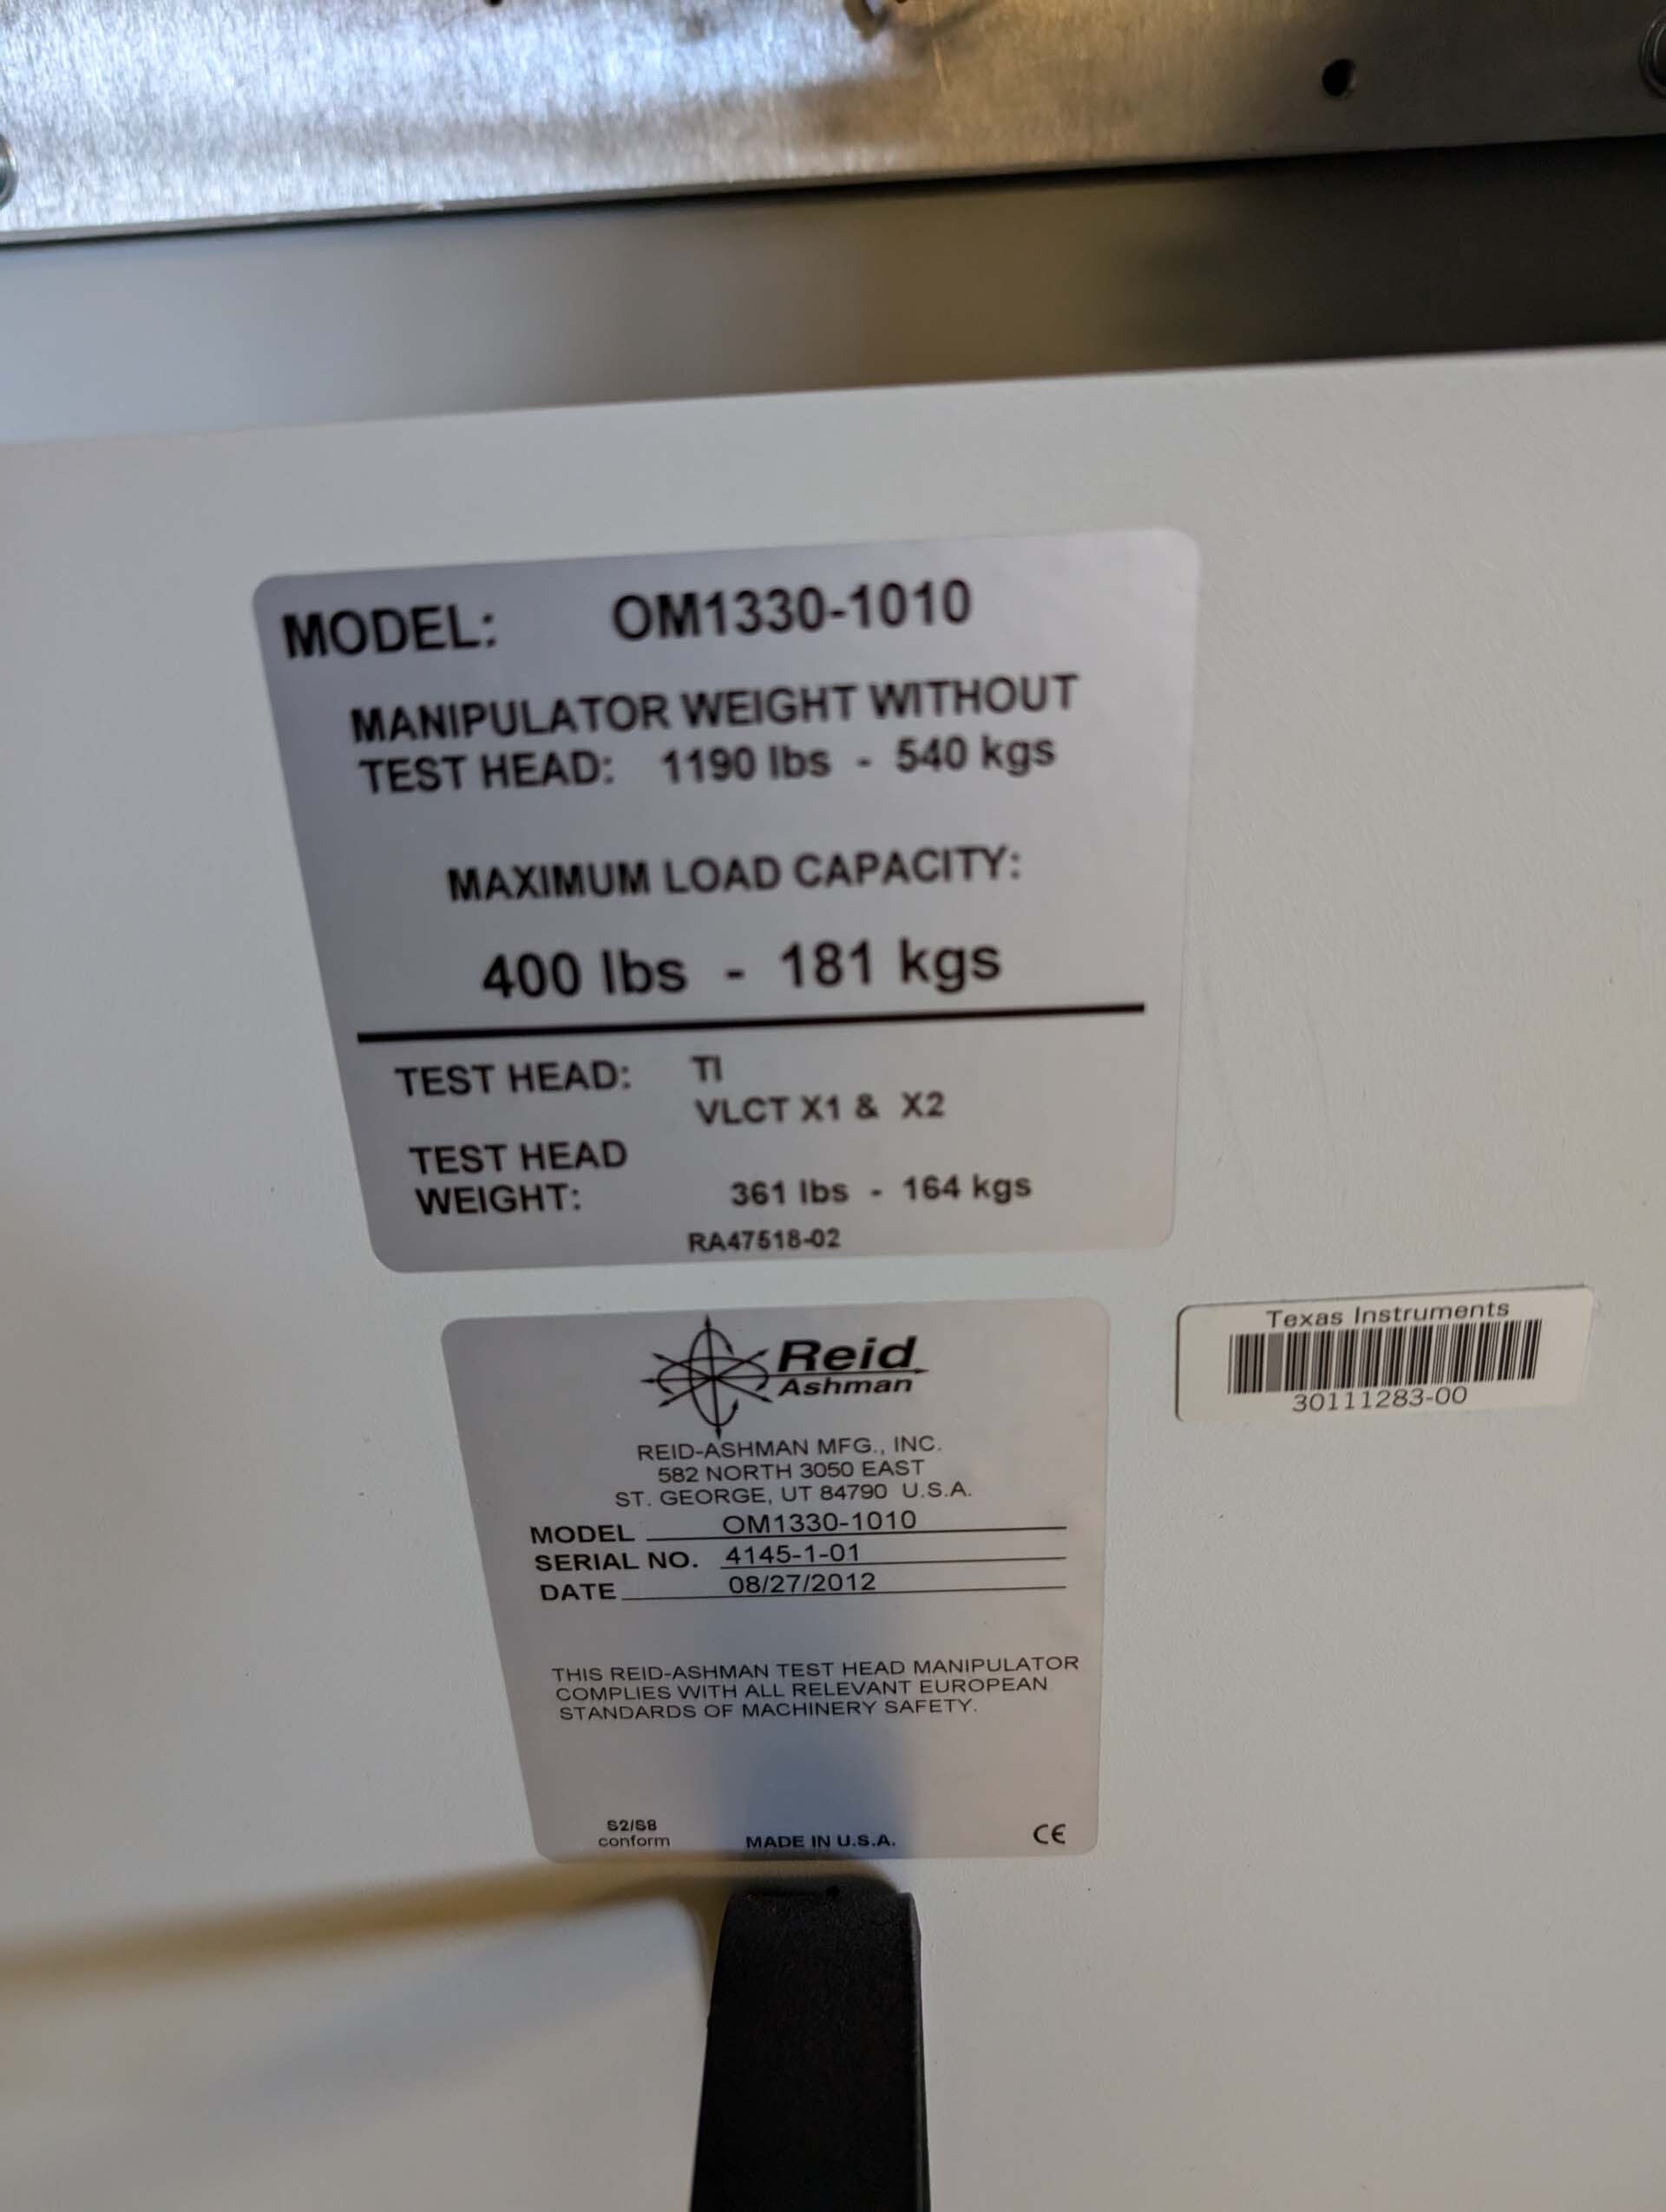 MODEL: OM1330-1010
MANIPULATOR WEIGHT WITHOUT
TEST HEAD: 1190 lbs - 540 kgs
MAXIMUM LOAD CAPACITY:
400 lbs - 181 kgs
TEST HEAD: TI
VLCT X1 & X2
TEST HEAD
WEIGHT: 361 lbs - 164 kgs
RA47518-02
Reid
Ashman
REID-ASHMAN MFG., INC.
582 NORTH 3050 EAST
ST. GEORGE, UT 84790 U.S.A.
MODEL OM1330-1010
SERIAL NO. 4145-1-01
DATE 08/27/2012
THIS REID-ASHMAN TEST HEAD MANIPULATOR
COMPLIES WITH ALL RELEVANT EUROPEAN
STANDARDS OF MACHINERY SAFETY.
S2/S8
conform
MADE IN U.S.A.
CE
Texas Instruments
30111283-00